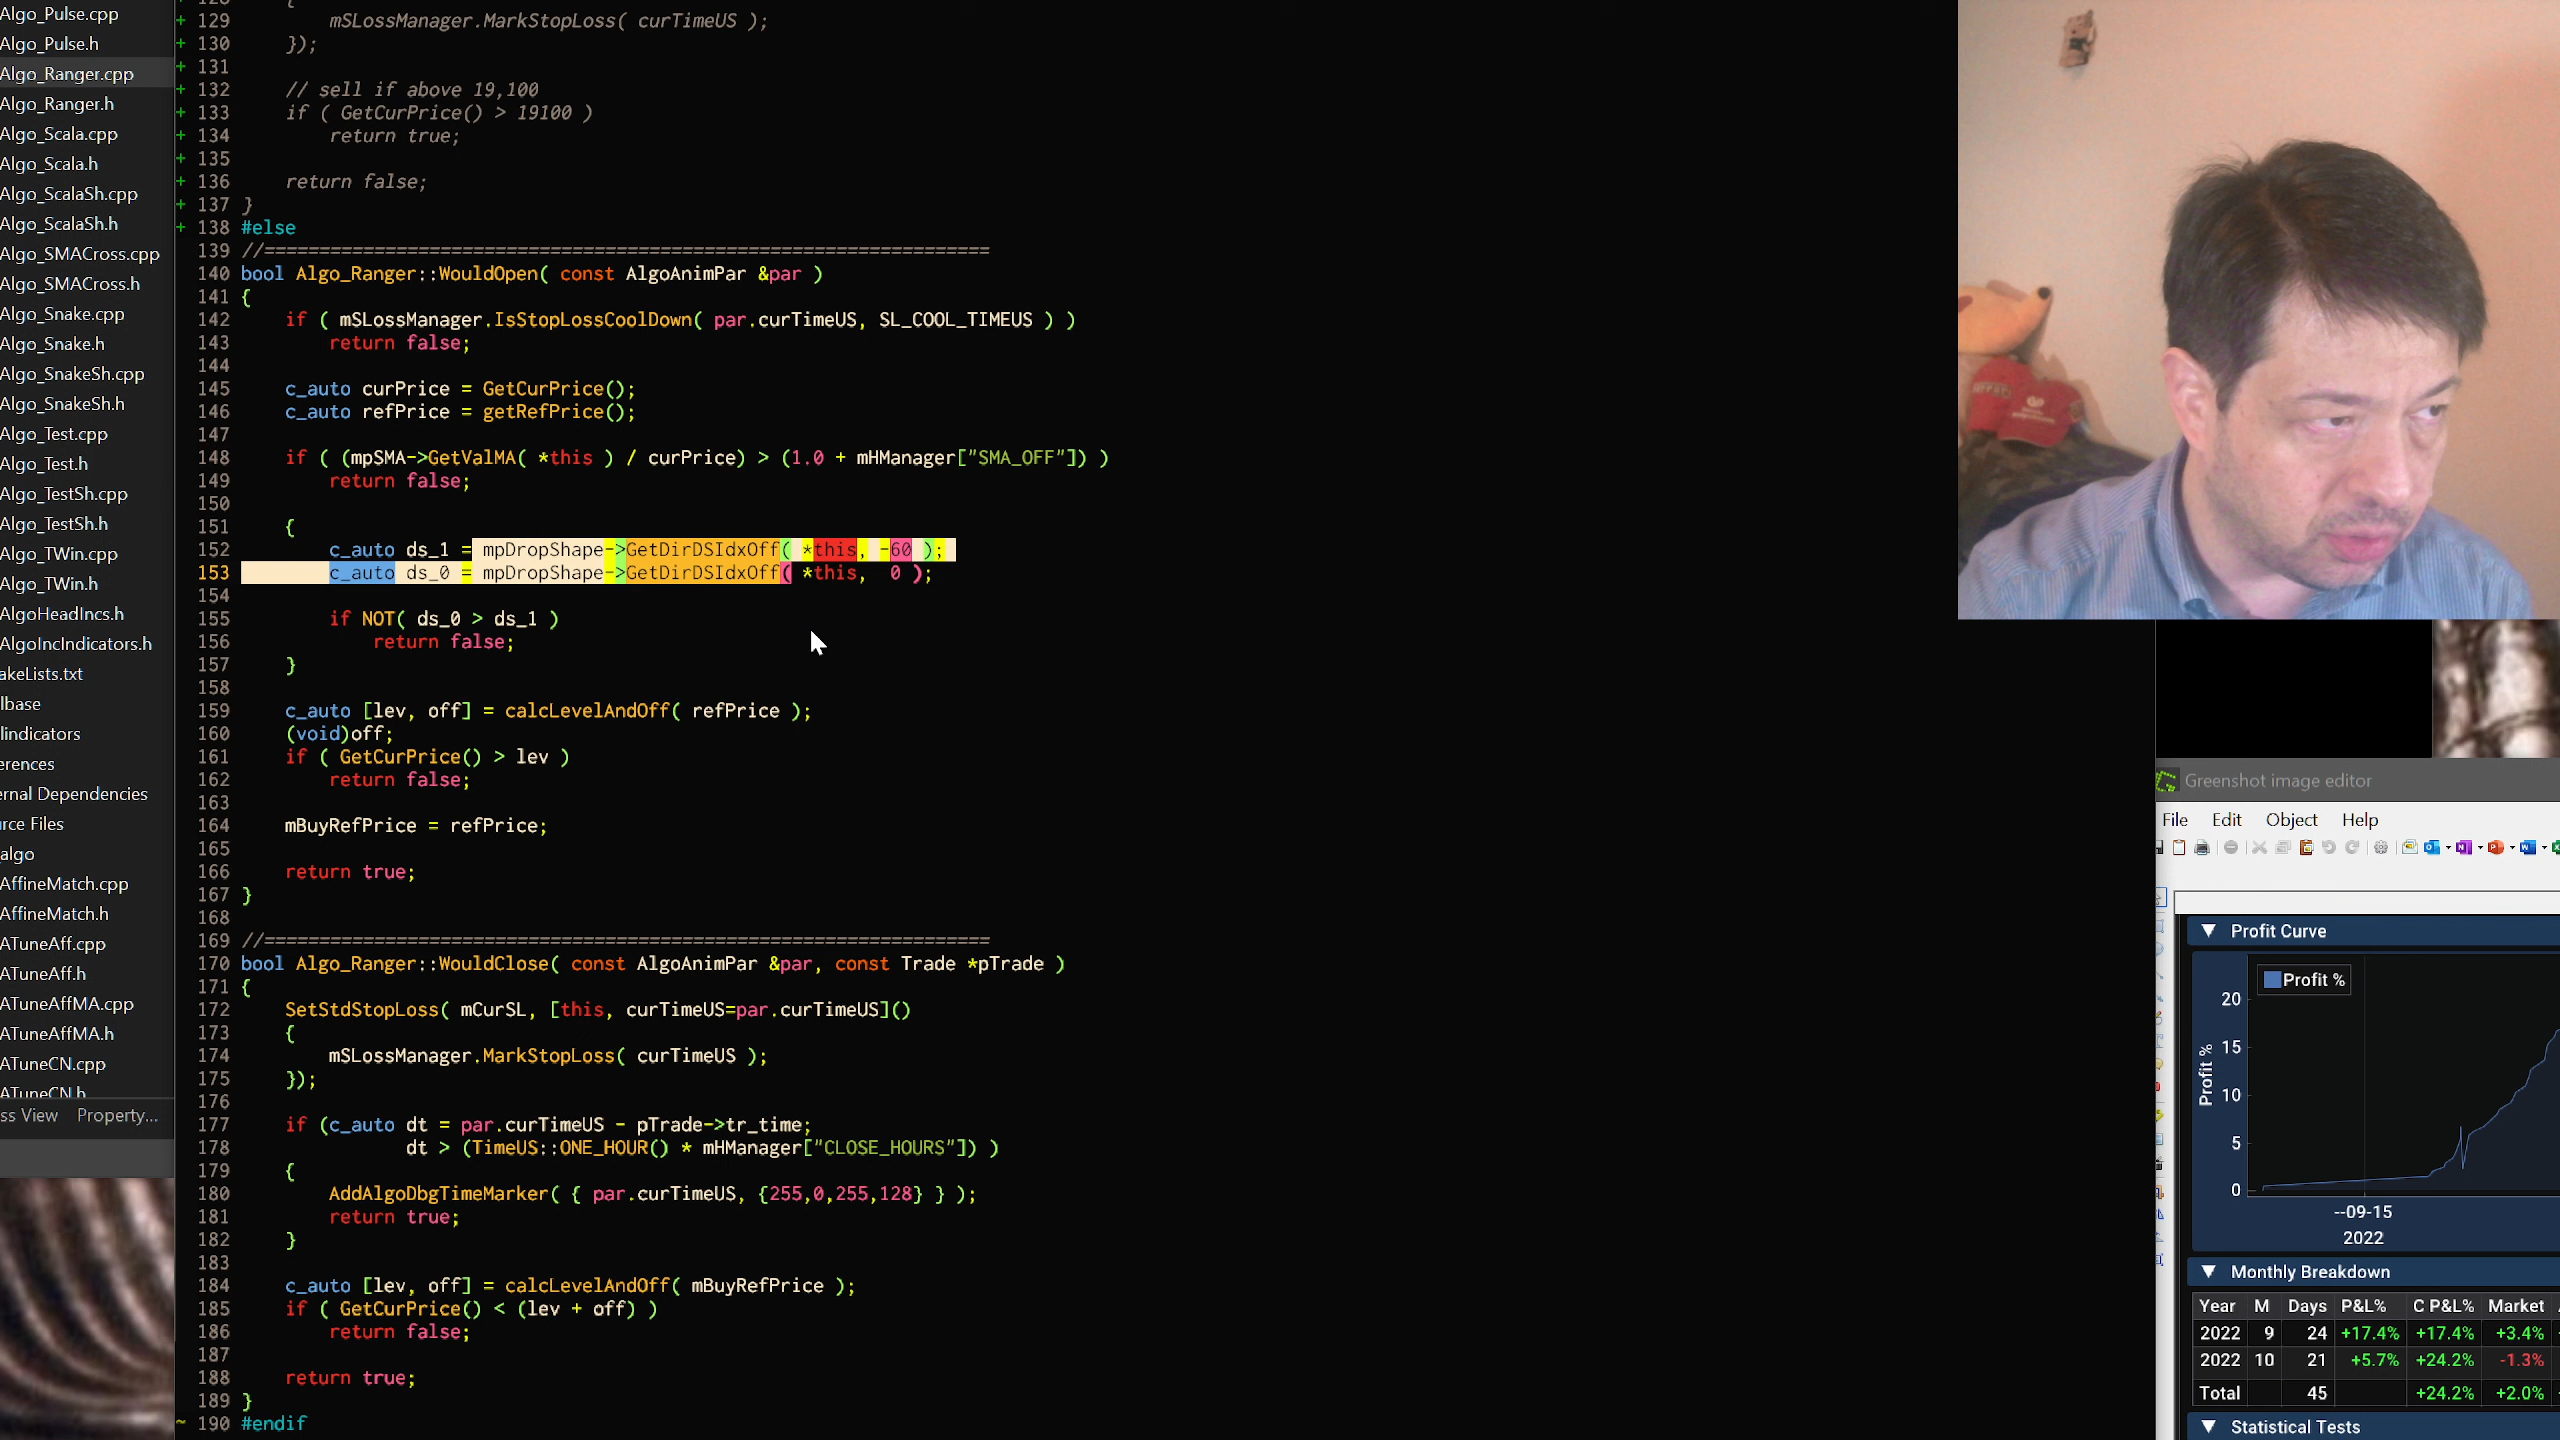 Algo_Pulse.cpp
Algo_Pulse.h
Algo_Ranger.cpp
Algo_Ranger.h
Algo_Scala.cpp
Algo_Scala.h
Algo_ScalaSh.cpp
Algo_ScalaSh.h
Algo_SMACross.cpp
Algo_SMACross.h
Algo_Snake.cpp
Algo_Snake.h
Algo_SnakeSh.cpp
Algo_SnakeSh.h
Algo_Test.cpp
Algo_Test.h
Algo_TestSh.cpp
Algo_TestSh.h
Algo_TWin.cpp
Algo_TWin.h
AlgoHeadIncs.h
AlgoIncIndicators.h
akeLists.txt
lbase
lindicators
erences
ernal Dependencies
rce Files
algo
AffineMatch.cpp
AffineMatch.h
ATuneAff.cpp
ATuneAff.h
ATuneAffMA.cpp
ATuneAffMA.h
ATuneCN.cpp
ATuneCN.h
ss View Property...
+ 129 mSLossManager.MarkStopLoss( curTimeUS );
+ 130 });
+ 131
+ 132 // sell if above 19,100
+ 133 if ( GetCurPrice() > 19100 )
+ 134 return true;
+ 135
+ 136 return false;
+ 137 }
+ 138 #else
139 //==================================================================
140 bool Algo_Ranger::WouldOpen( const AlgoAnimPar &par )
141 {
142 if ( mSLossManager.IsStopLossCoolDown( par.curTimeUS, SL_COOL_TIMEUS ) )
143 return false;
144
145 c_auto curPrice = GetCurPrice();
146 c_auto refPrice = getRefPrice();
147
148 if ( (mpSMA->GetValMA( *this ) / curPrice) > (1.0 + mHManager["SMA_OFF"]) )
149 return false;
150
151 {
152 c_auto ds_1 = mpDropShape->GetDirDSIdxOff( *this, -60 );
153 c_auto ds_0 = mpDropShape->GetDirDSIdxOff( *this, 0 );
154
155 if NOT( ds_0 > ds_1 )
156 return false;
157 }
158
159 c_auto [lev, off] = calcLevelAndOff( refPrice );
160 (void)off;
161 if ( GetCurPrice() > lev )
162 return false;
163
164 mBuyRefPrice = refPrice;
165
166 return true;
167 }
168
169 //==================================================================
170 bool Algo_Ranger::WouldClose( const AlgoAnimPar &par, const Trade *pTrade )
171 {
172 SetStdStopLoss( mCurSL, [this, curTimeUS=par.curTimeUS]()
173 {
174 mSLossManager.MarkStopLoss( curTimeUS );
175 });
176
177 if (c_auto dt = par.curTimeUS - pTrade->tr_time;
178 dt > (TimeUS::ONE_HOUR() * mHManager["CLOSE_HOURS"]) )
179 {
180 AddAlgoDbgTimeMarker( { par.curTimeUS, {255,0,255,128} } );
181 return true;
182 }
183
184 c_auto [lev, off] = calcLevelAndOff( mBuyRefPrice );
185 if ( GetCurPrice() < (lev + off) )
186 return false;
187
188 return true;
189 }
~ 190 #endif
Greenshot image editor
File Edit Object Help
Profit Curve
Profit %
20
15
10
5
0
Profit %
--09-15
2022
Monthly Breakdown
Year M Days P&L% C P&L% Market
2022 9 24 +17.4% +17.4% +3.4%
2022 10 21 +5.7% +24.2% -1.3%
Total 45 +24.2% +2.0%
Statistical Tests